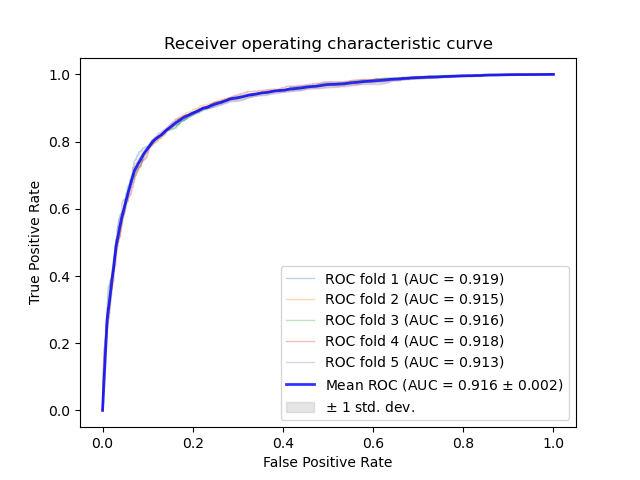 Receiver operating characteristic curve
True Positive Rate
1.0
0.8
0.6
0.4
0.2
0.0
ROC fold 1 (AUC = 0.919)
ROC fold 2 (AUC = 0.915)
ROC fold 3 (AUC = 0.916)
ROC fold 4 (AUC = 0.918)
ROC fold 5 (AUC = 0.913)
Mean ROC (AUC = 0.916 ± 0.002)
± 1 std. dev.
0.0 0.2 0.4 0.6 0.8 1.0
False Positive Rate